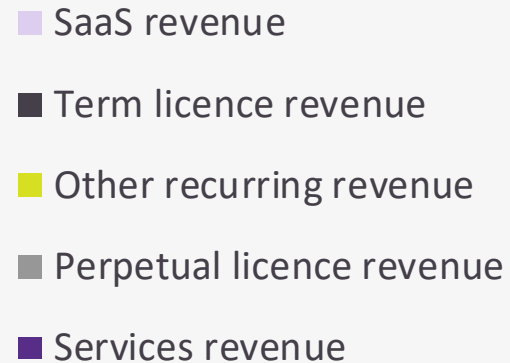 SaaS revenue
Term licence revenue
Other recurring revenue
Perpetual licence revenue
Services revenue